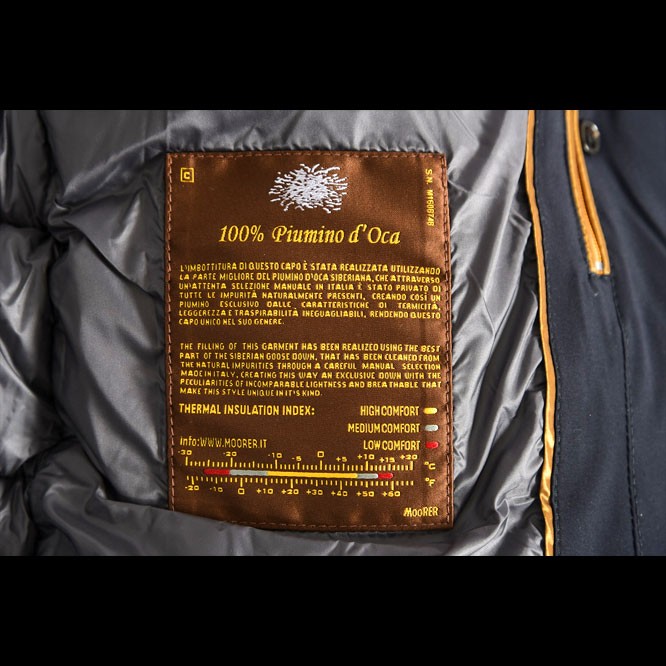 C
S.N. M1606746
100% Piumino d'Oca
L'IMBOTTITURA DI QUESTO CAPO È STATA REALIZZATA UTILIZZANDO
LA PARTE MIGLIORE DEL PIUMINO D'OCA SIBERIANA, CHE ATTRAVERSO
UN'ATTENTA SELEZIONE MANUALE IN ITALIA È STATO PRIVATO DI
TUTTE LE IMPURITÀ NATURALMENTE PRESENTI, CREANDO COSÌ UN
PIUMINO ESCLUSIVO DALLE CARATTERISTICHE DI TERMICITÀ,
LEGGEREZZA E TRASPIRABILITÀ INEGUAGLIABILI, RENDENDO QUESTO
CAPO UNICO NEL SUO GENERE.
THE FILLING OF THIS GARMENT HAS BEEN REALIZED USING THE BEST
PART OF THE SIBERIAN GOOSE DOWN, THAT HAS BEEN CLEANED FROM
THE NATURAL IMPURITIES THROUGH A CAREFUL MANUAL SELECTION
MADE IN ITALY, CREATING THIS WAY AN EXCLUSIVE DOWN WITH THE
PECULIARITIES OF INCOMPARABLE LIGHTNESS AND BREATHABLE THAT
MAKE THIS STYLE UNIQUE IN IT'S KIND.
THERMAL INSULATION INDEX: HIGH COMFORT
MEDIUM COMFORT
Info: WWW.MOORER.IT LOW COMFORT
-30 -20 -10 -5 0 +5 +10 +15 +20
°C
°F
-20 -10 0 +10 +20 +30 +40 +50 +60
MOORER